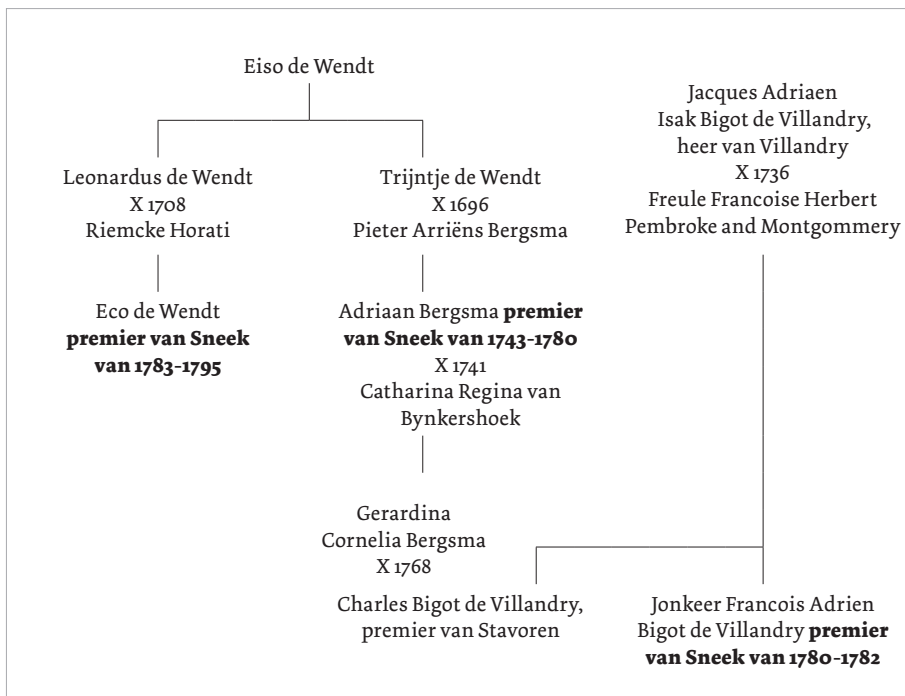 Eiso de Wendt
Leonardus de Wendt
X 1708
Riemcke Horati
Eco de Wendt
premier van Sneek
van 1783-1795
Trijntje de Wendt
X 1696
Pieter Arriëns Bergsma
Adriaan Bergsma premier
van Sneek van 1743-1780
X 1741
Catharina Regina van
Bynkershoek
Gerardina
Cornelia Bergsma
X 1768
Charles Bigot de Villandry,
premier van Stavoren
Jacques Adriaen
Isak Bigot de Villandry,
heer van Villandry
X 1736
Freule Francoise Herbert
Pembroke and Montgommery
Jonkeer Francois Adrien
Bigot de Villandry premier
van Sneek van 1780-1782